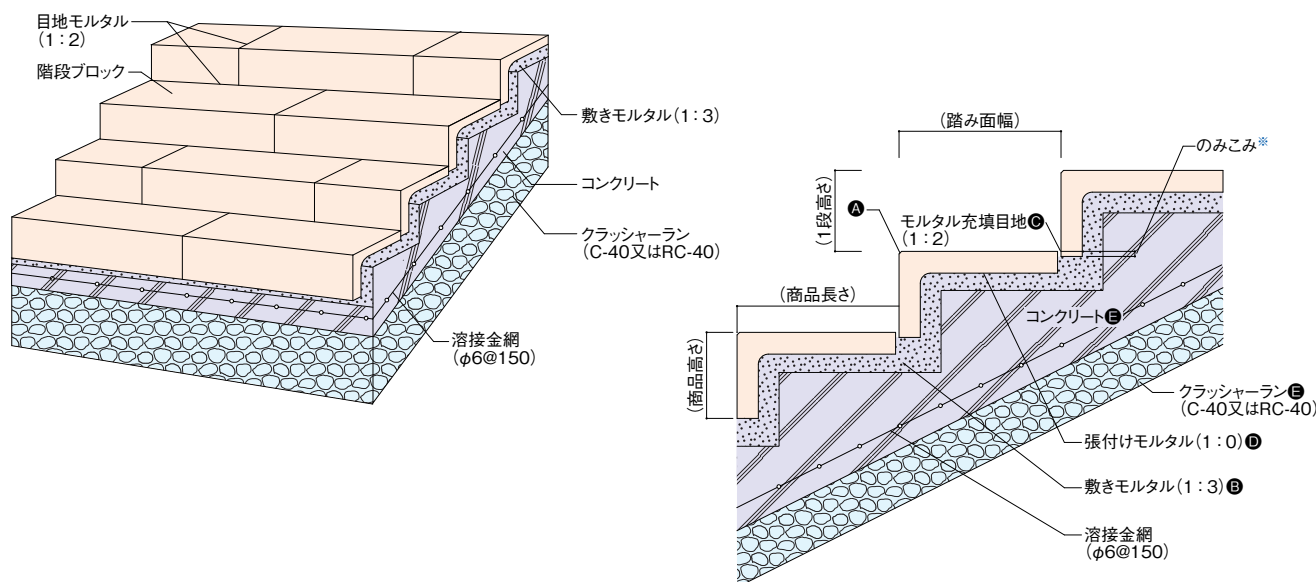 目地モルタル
(1：2)
階段ブロック
敷きモルタル(1：3)
コンクリート
クラッシャーラン
(C-40又はRC-40)
溶接金網
(φ6@150)
(踏み面幅)
のみこみ※
(1段高さ)
A
モルタル充填目地C
(1：2)
(商品長さ)
コンクリートE
(商品高さ)
クラッシャーランE
(C-40又はRC-40)
張付けモルタル(1：0)D
敷きモルタル(1：3)B
溶接金網
(φ6@150)